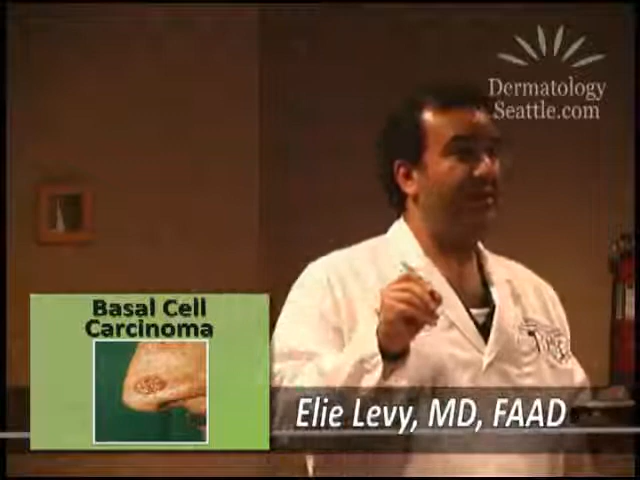 Dermatology
Seattle.com
Basal Cell
Carcinoma
Elie Levy, MD, FAAD